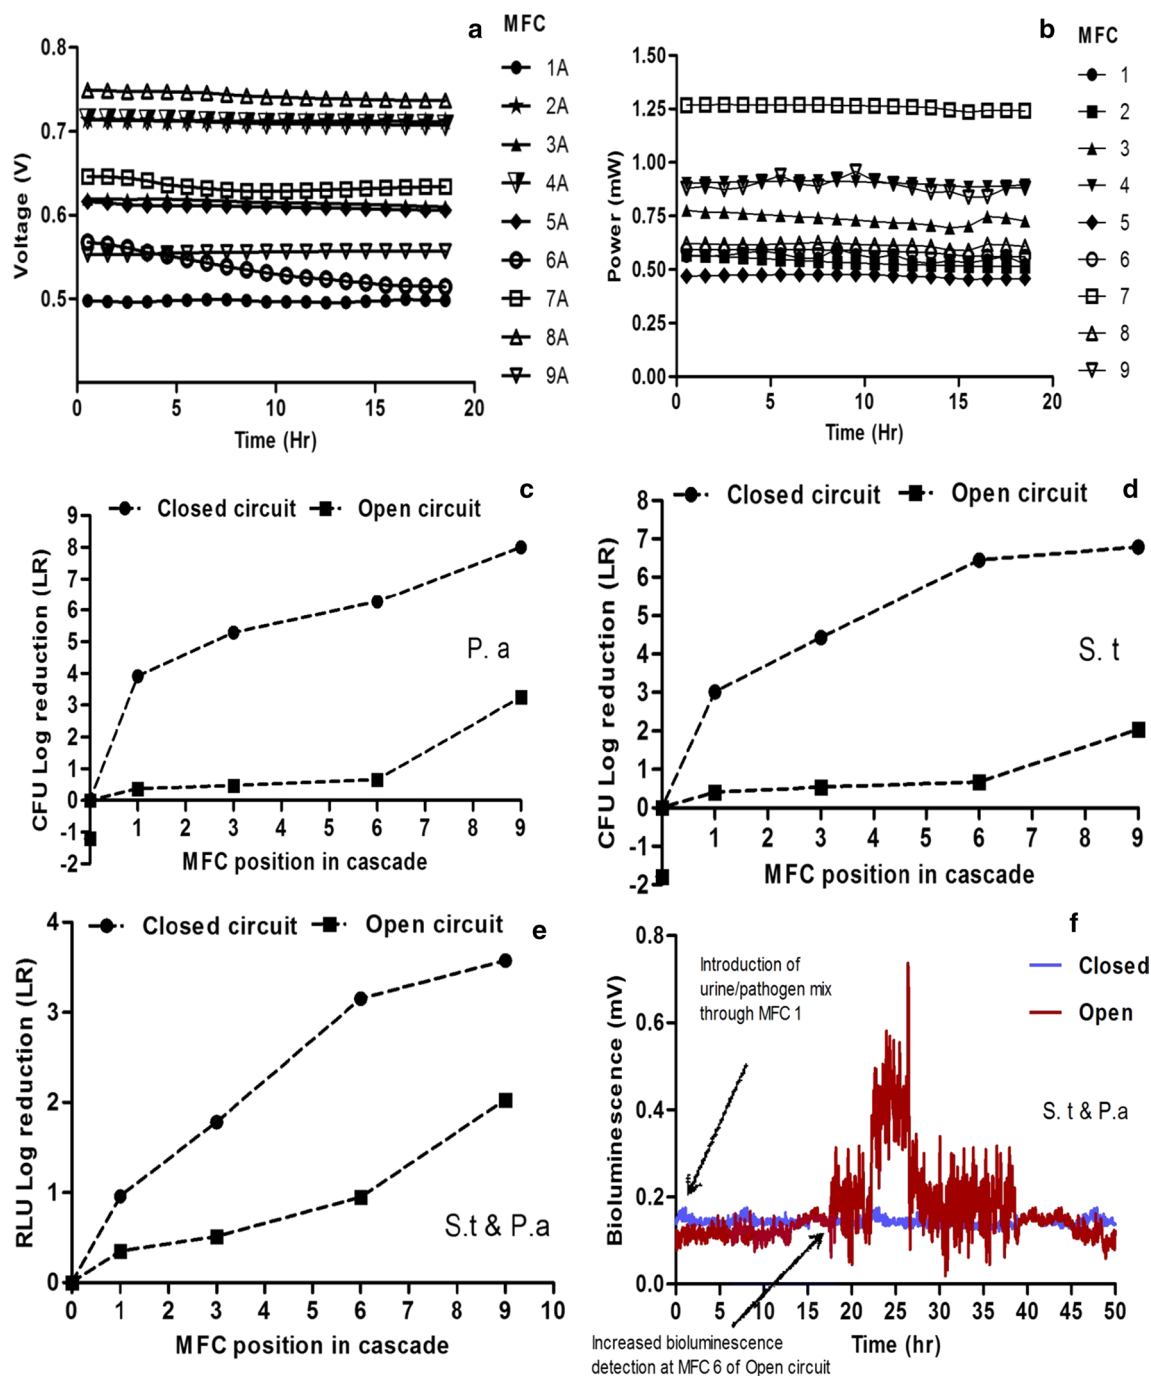 a
MFC
0.8
0.7
0.6
0.5
Voltage (V)
0
5
10
15
20
Time (Hr)
1A
2A
3A
4A
5A
6A
7A
8A
9A
b
MFC
1.50
1.25
1.00
0.75
0.50
0.25
0.00
Power (mW)
0
5
10
15
20
Time (Hr)
1
2
3
4
5
6
7
8
9
c
Closed circuit
Open circuit
9
8
7
6
5
4
3
2
1
0
-1
-2
CFU Log reduction (LR)
P. a
1
2
3
4
5
6
7
8
9
MFC position in cascade
d
Closed circuit
Open circuit
8
7
6
5
4
3
2
1
0
-1
-2
CFU Log reduction (LR)
S. t
1
2
3
4
5
6
7
8
9
MFC position in cascade
e
Closed circuit
Open circuit
4
3
2
1
0
RLU Log reduction (LR)
S.t & P.a
0
1
2
3
4
5
6
7
8
9
10
MFC position in cascade
f
0.8
0.6
0.4
0.2
0.0
Bioluminescence (mV)
Introduction of
urine/pathogen mix
through MFC 1
Closed
Open
S. t & P.a
0
5
10
15
20
25
30
35
40
45
50
Time (hr)
Increased bioluminescence
detection at MFC 6 of Open circuit